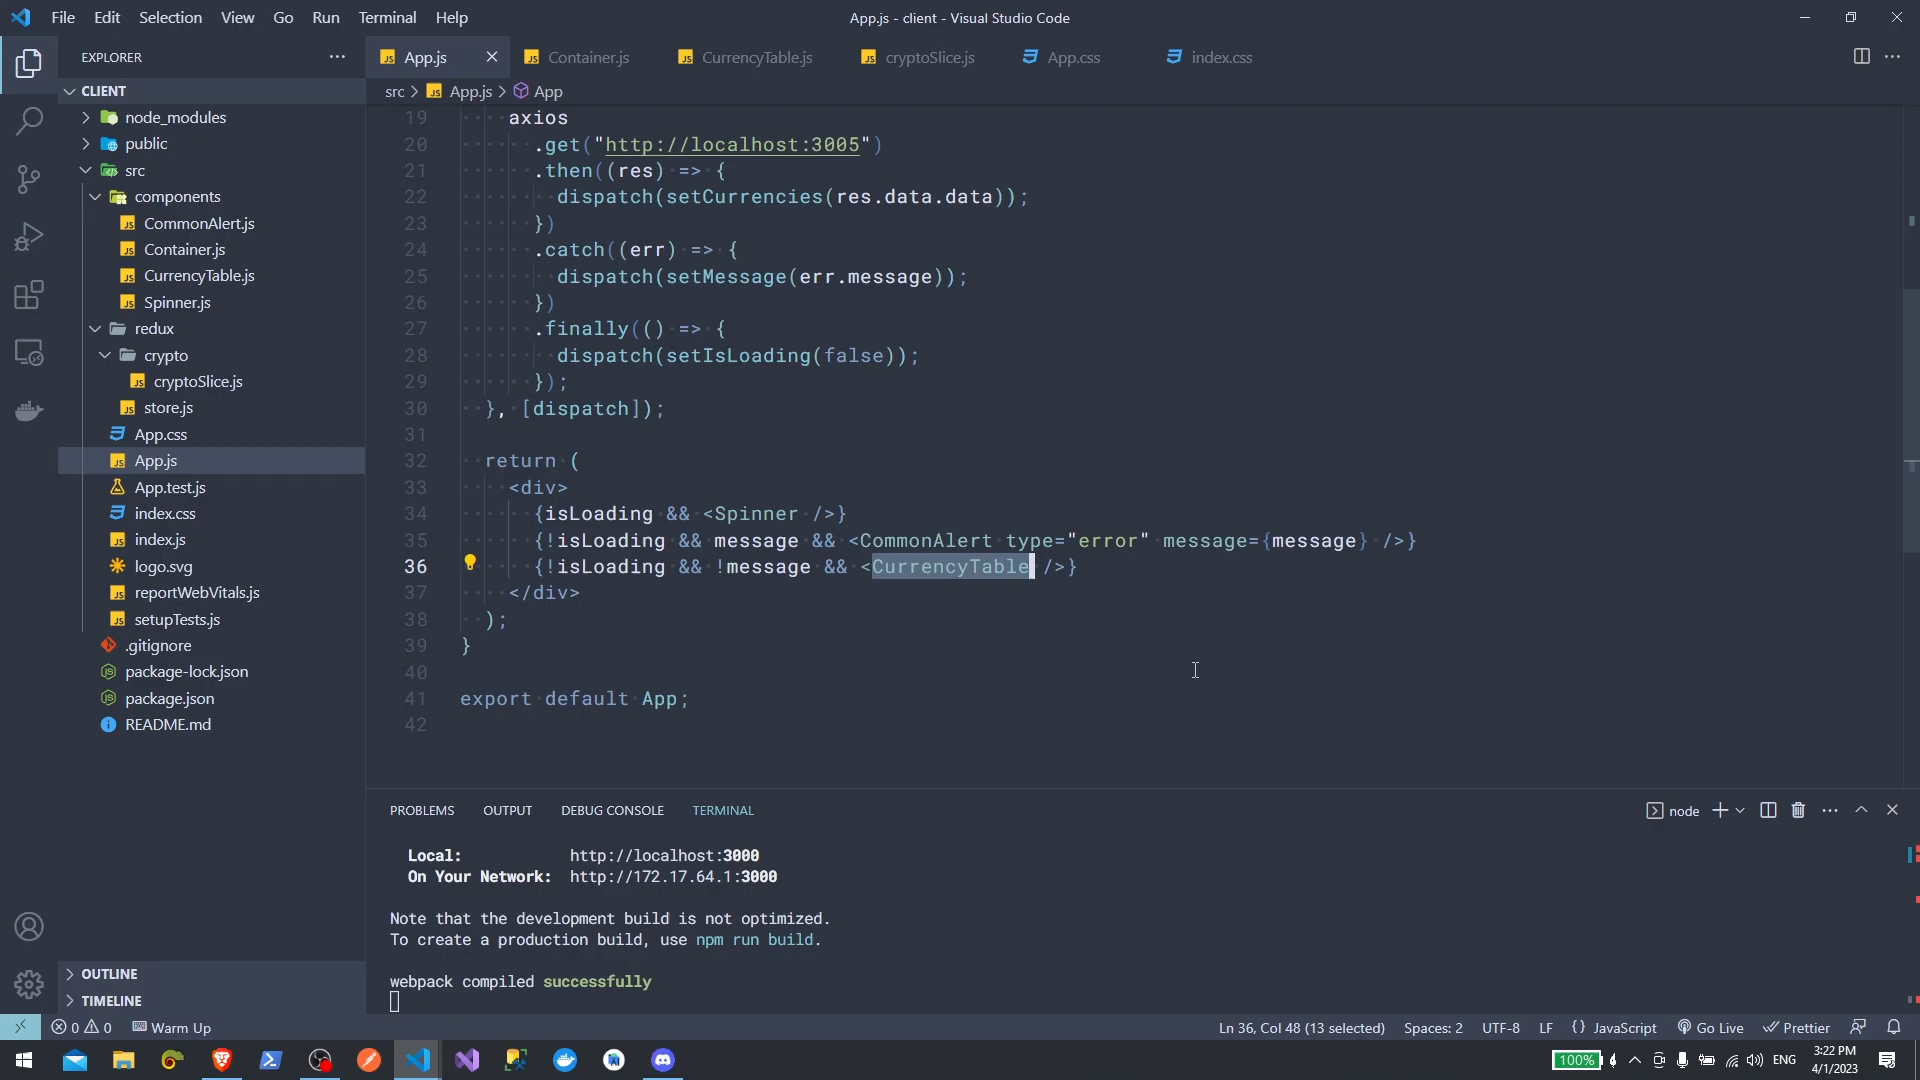 File Edit Selection View Go Run Terminal Help
App.js - client - Visual Studio Code
EXPLORER
App.js
Container.js
CurrencyTable.js
cryptoSlice.js
App.css
index.css
CLIENT
node_modules
public
src
components
CommonAlert.js
Container.js
CurrencyTable.js
Spinner.js
redux
crypto
cryptoSlice.js
store.js
App.css
App.js
App.test.js
index.css
index.js
logo.svg
reportWebVitals.js
setupTests.js
.gitignore
package-lock.json
package.json
README.md
OUTLINE
TIMELINE
src > App.js > App
19 axios
20 .get("http://localhost:3005")
21 .then((res) => {
22 dispatch(setCurrencies(res.data.data));
23 })
24 .catch((err) => {
25 dispatch(setMessage(err.message));
26 })
27 .finally(() => {
28 dispatch(setIsLoading(false));
29 });
30 }, [dispatch]);
31
32 return (
33 <div>
34 {isLoading && <Spinner />}
35 {!isLoading && message && <CommonAlert type="error" message={message} />}
36 {!isLoading && !message && <CurrencyTable />}
37 </div>
38 );
39 }
40
41 export default App;
42
PROBLEMS OUTPUT DEBUG CONSOLE TERMINAL
node
Local: http://localhost:3000
On Your Network: http://172.17.64.1:3000
Note that the development build is not optimized.
To create a production build, use npm run build.
webpack compiled successfully
0 0 Warm Up
Ln 36, Col 48 (13 selected) Spaces: 2 UTF-8 LF {} JavaScript Go Live Prettier
100% ENG 3:22 PM
4/1/2023